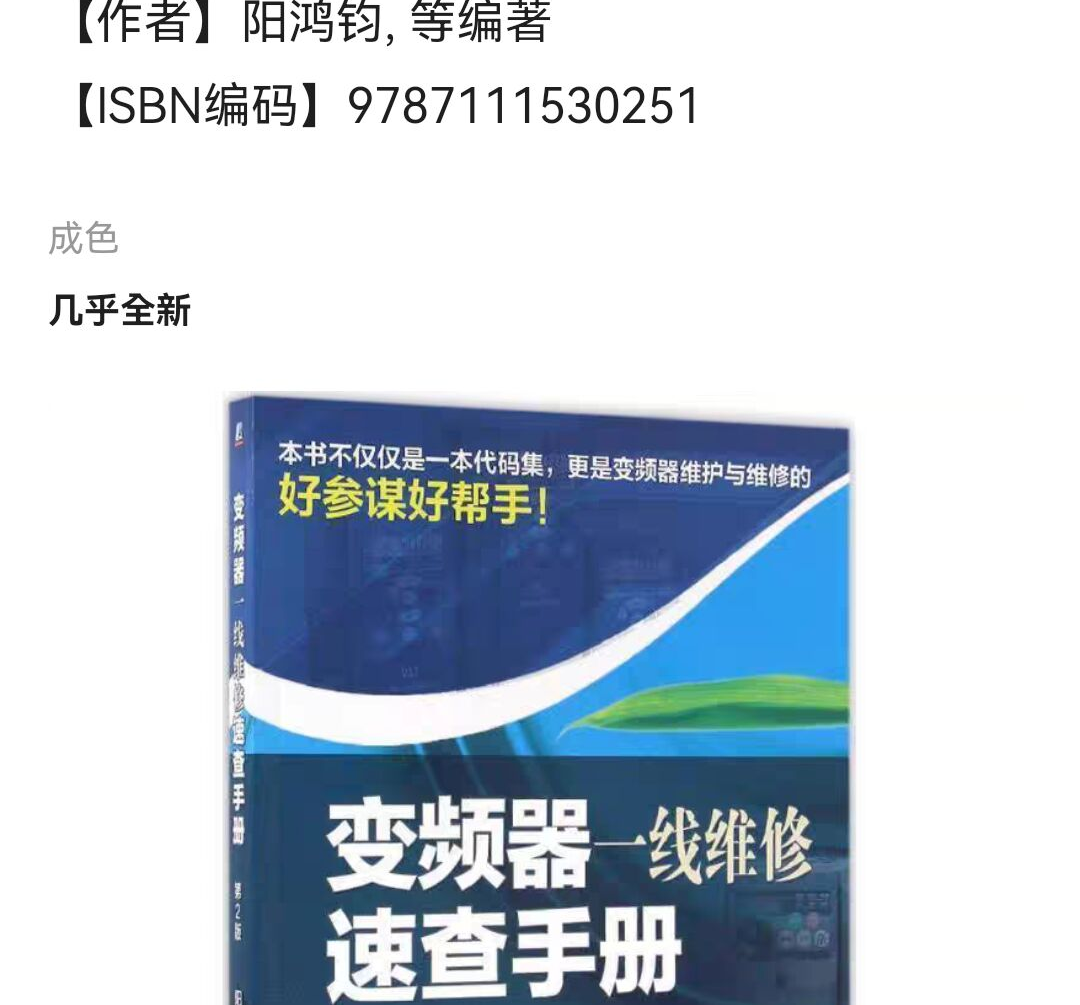 【作者】阳鸿钧, 等编著
【ISBN编码】9787111530251
成色
几乎全新
本书不仅仅是一本代码集，更是变频器维护与维修的
好参谋好帮手！
变频器一线维修速查手册 第2版
变频器一线维修
速查手册